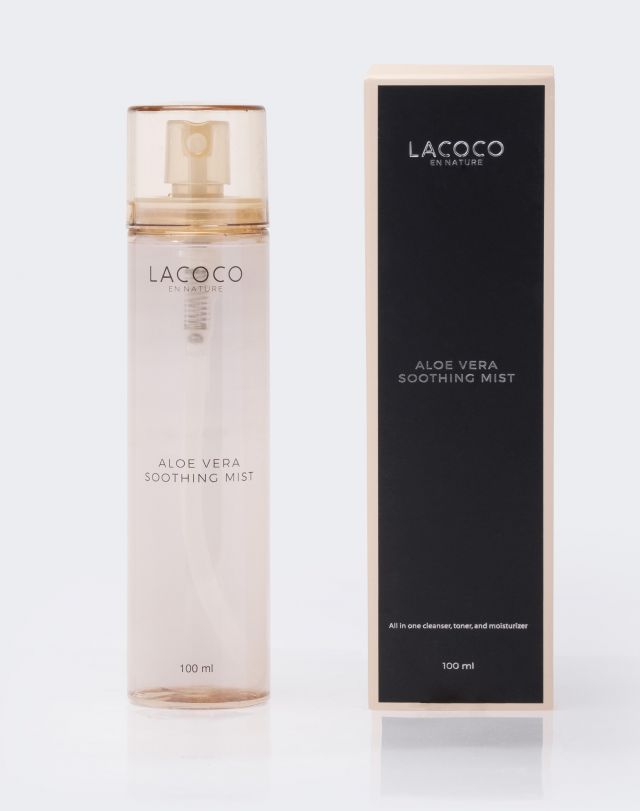 LACOCO
EN NATURE
ALOE VERA
SOOTHING MIST
100 ml
LACOCO
EN NATURE
ALOE VERA
SOOTHING MIST
All in one cleanser, toner, and moisturizer
100 ml